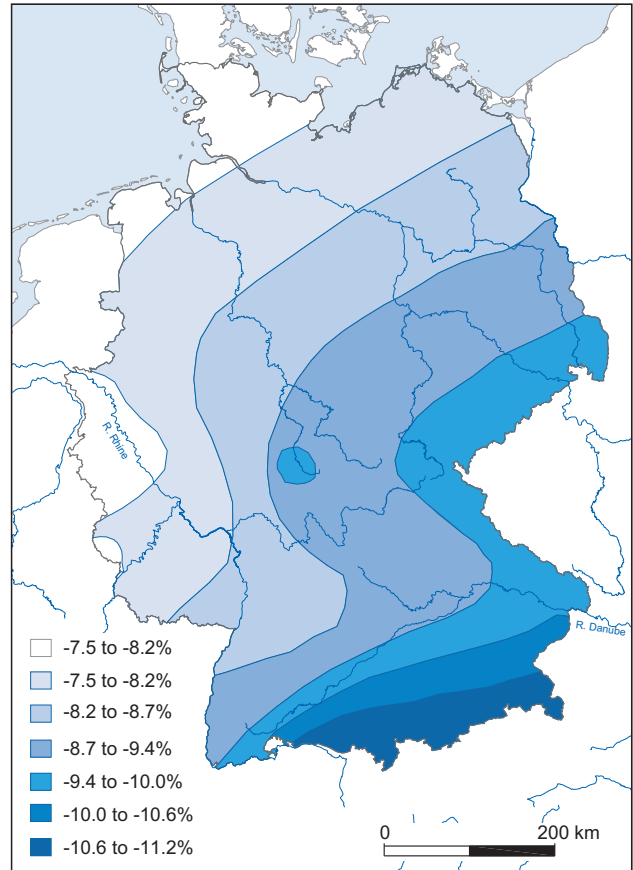 R. Rhine
R. Danube
-7.5 to -8.2%
-7.5 to -8.2%
-8.2 to -8.7%
-8.7 to -9.4%
-9.4 to -10.0%
-10.0 to -10.6%
-10.6 to -11.2%
0 200 km